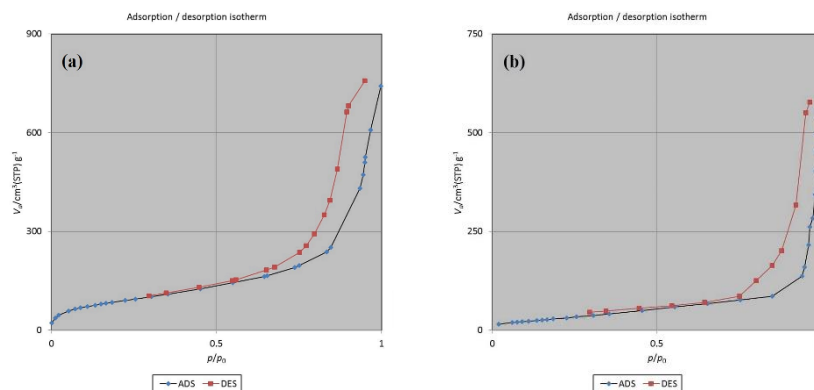 Adsorption / desorption isotherm
(a)
900
600
300
0
Va/cm³(STP) g⁻¹
0
0.5
1
p/p₀
ADS DES
Adsorption / desorption isotherm
(b)
750
500
250
0
Va/cm³(STP) g⁻¹
0.5
p/p₀
ADS DES